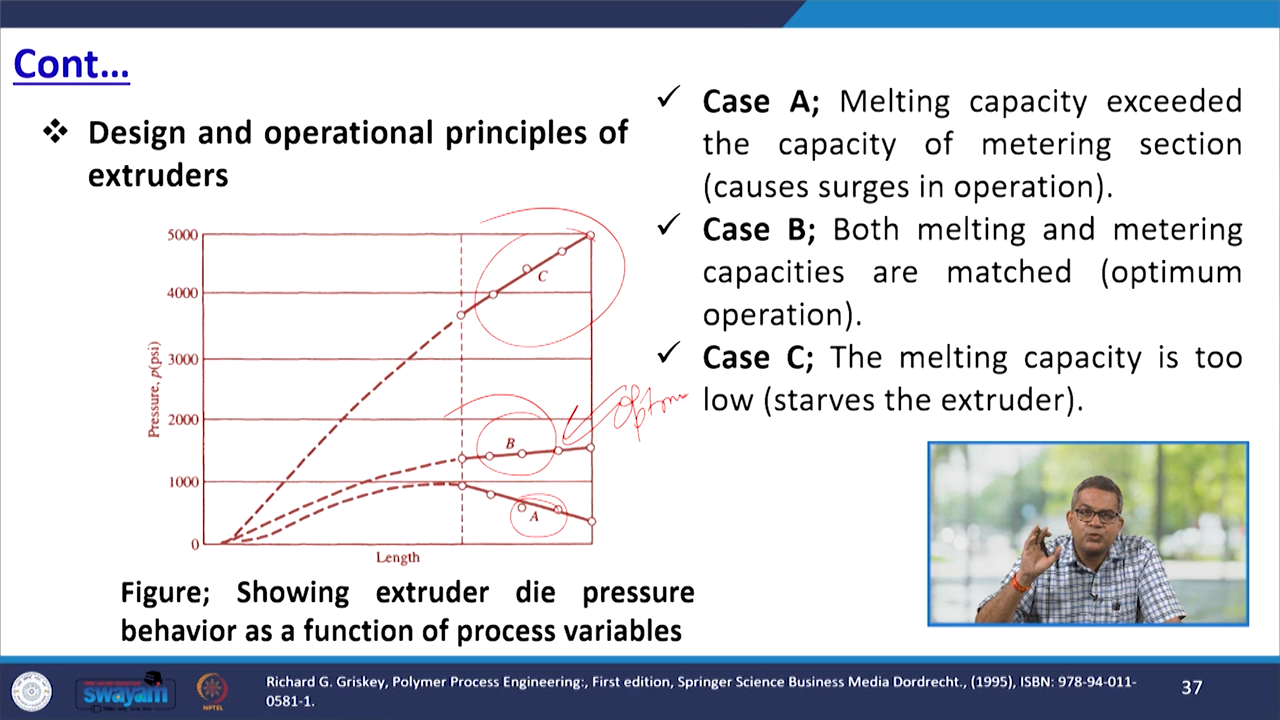 Cont...
❖ Design and operational principles of
extruders
5000
4000
3000
2000
1000
0
Pressure, p(psi)
Length
C
B
A
Figure; Showing extruder die pressure
behavior as a function of process variables
✓ Case A; Melting capacity exceeded
the capacity of metering section
(causes surges in operation).
✓ Case B; Both melting and metering
capacities are matched (optimum
operation).
✓ Case C; The melting capacity is too
low (starves the extruder).
swayam
NPTEL
Richard G. Griskey, Polymer Process Engineering:, First edition, Springer Science Business Media Dordrecht., (1995), ISBN: 978-94-011-
0581-1.
37